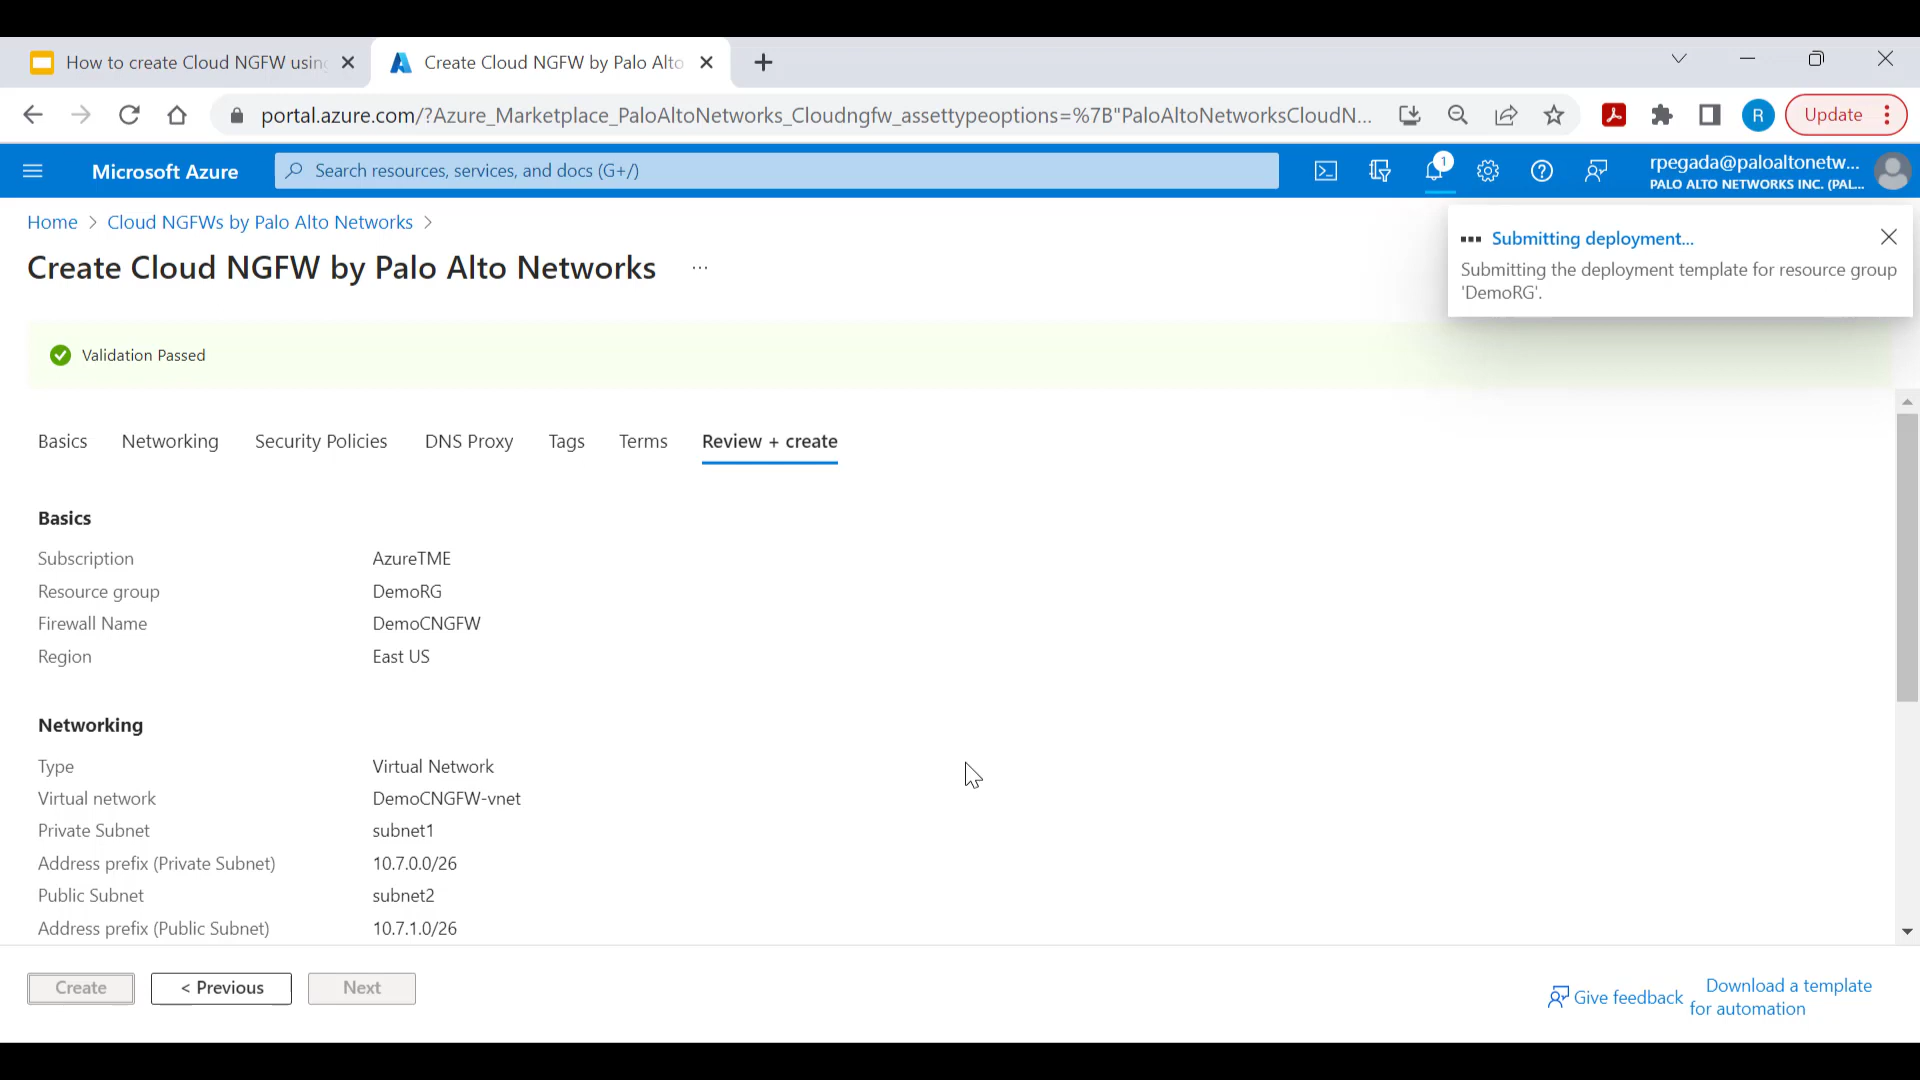 How to create Cloud NGFW usin
Create Cloud NGFW by Palo Alto
portal.azure.com/?Azure_Marketplace_PaloAltoNetworks_Cloudngfw_assettypeoptions=%7B"PaloAltoNetworksCloudN...
R
Update
Microsoft Azure
Search resources, services, and docs (G+/)
1
rpegada@paloaltonetw...
PALO ALTO NETWORKS INC. (PAL...
Home > Cloud NGFWs by Palo Alto Networks >
Create Cloud NGFW by Palo Alto Networks ...
Submitting deployment...
Submitting the deployment template for resource group
'DemoRG'.
Validation Passed
Basics Networking Security Policies DNS Proxy Tags Terms Review + create
Basics
Subscription AzureTME
Resource group DemoRG
Firewall Name DemoCNGFW
Region East US
Networking
Type Virtual Network
Virtual network DemoCNGFW-vnet
Private Subnet subnet1
Address prefix (Private Subnet) 10.7.0.0/26
Public Subnet subnet2
Address prefix (Public Subnet) 10.7.1.0/26
Create < Previous Next
Give feedback
Download a template
for automation